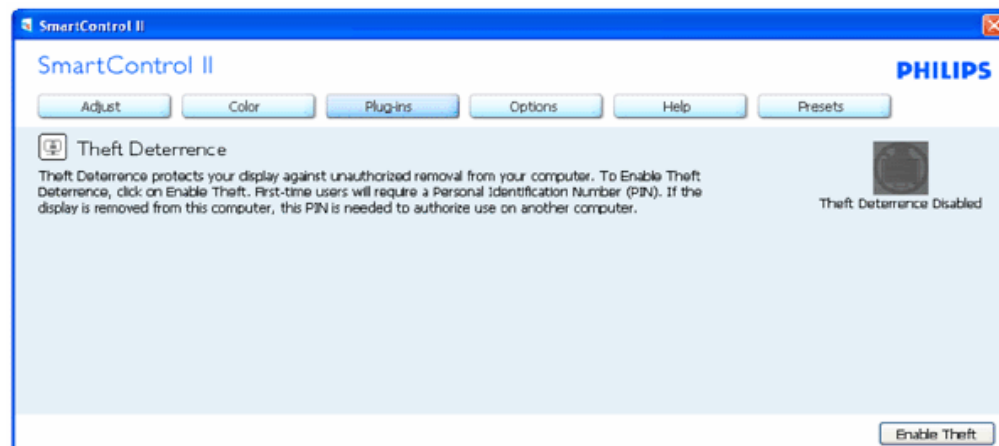 SmartControl II
SmartControl II
PHILIPS
Adjust Color Plug-ins Options Help Presets
Theft Deterrence
Theft Deterrence protects your display against unauthorized removal from your computer. To Enable Theft
Deterrence, click on Enable Theft. First-time users will require a Personal Identification Number (PIN). If the
display is removed from this computer, this PIN is needed to authorize use on another computer.
Theft Deterrence Disabled
Enable Theft